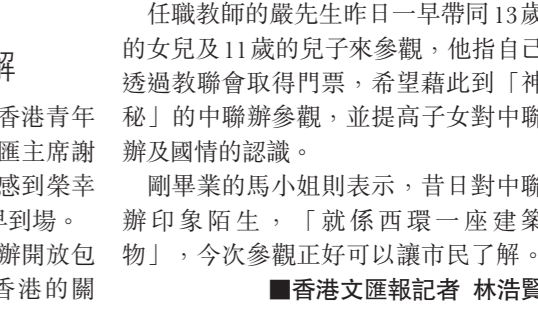 解
香港青年
匯主席謝
感到榮幸
早到場。
辦開放包
香港的關
任職教師的嚴先生昨日一早帶同13歲
的女兒及11歲的兒子來參觀，他指自己
透過教聯會取得門票，希望藉此到「神
秘」的中聯辦參觀，並提高子女對中聯
辦及國情的認識。
剛畢業的馬小姐則表示，昔日對中聯
辦印象陌生，「就係西環一座建築
物」，今次參觀正好可以讓市民了解。
■香港文匯報記者 林浩賢